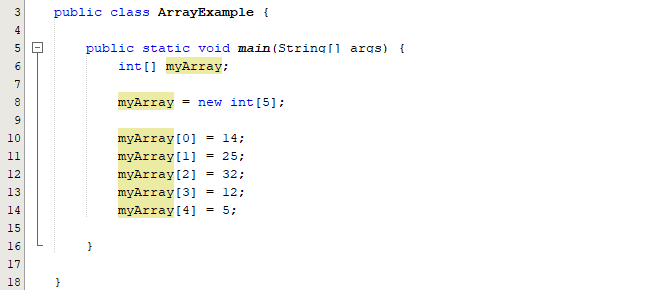 3 public class ArrayExample {
4
5 public static void main(String[] args) {
6 int[] myArray;
7
8 myArray = new int[5];
9
10 myArray[0] = 14;
11 myArray[1] = 25;
12 myArray[2] = 32;
13 myArray[3] = 12;
14 myArray[4] = 5;
15
16 }
17
18 }